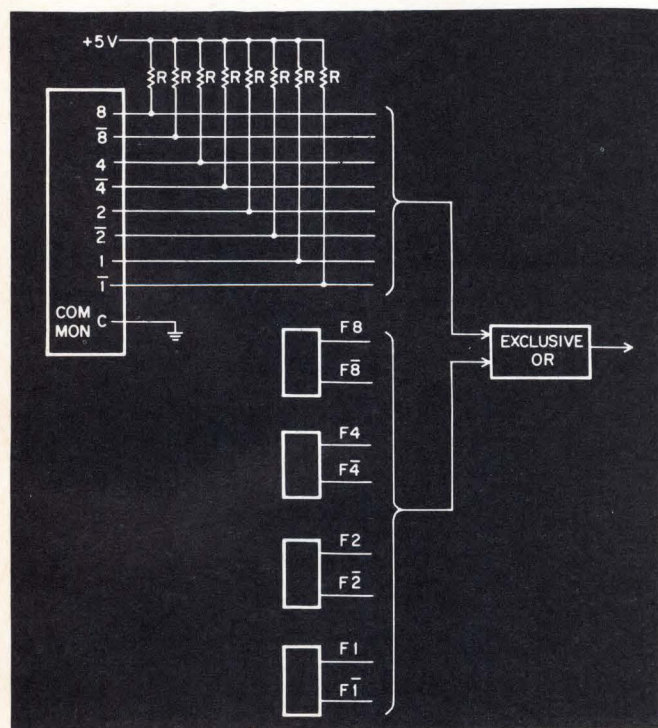 +5V
R R R R R R R R
8
8̅
4
4̅
2
2̅
1
1̅
COM
MON C
F8
F8̅
F4
F4̅
F2
F2̅
F1
F1̅
EXCLUSIVE
OR